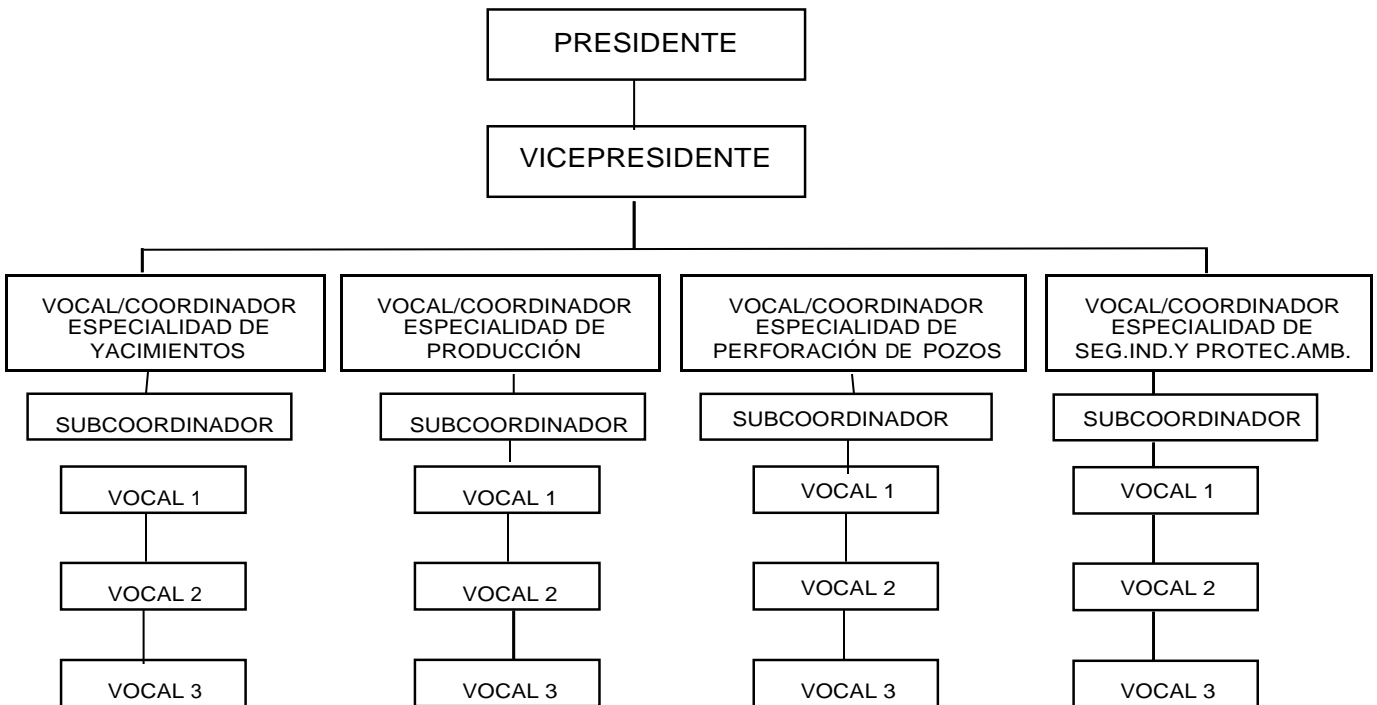 PRESIDENTE
VICEPRESIDENTE
VOCAL/COORDINADOR
ESPECIALIDAD DE
YACIMIENTOS
VOCAL/COORDINADOR
ESPECIALIDAD DE
PRODUCCIÓN
VOCAL/COORDINADOR
ESPECIALIDAD DE
PERFORACIÓN DE POZOS
VOCAL/COORDINADOR
ESPECIALIDAD DE
SEG.IND.Y PROTEC.AMB.
SUBCOORDINADOR
SUBCOORDINADOR
SUBCOORDINADOR
SUBCOORDINADOR
VOCAL 1
VOCAL 1
VOCAL 1
VOCAL 1
VOCAL 2
VOCAL 2
VOCAL 2
VOCAL 2
VOCAL 3
VOCAL 3
VOCAL 3
VOCAL 3